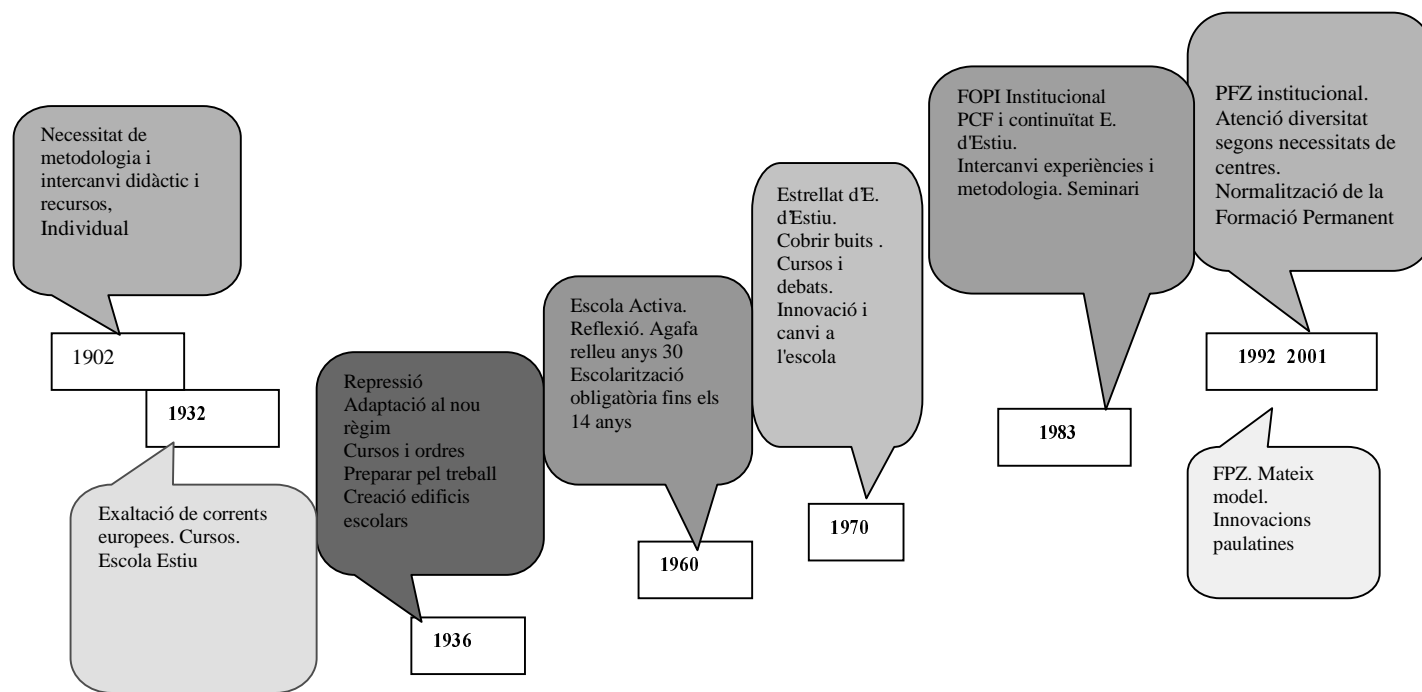 Necessitat de
metodologia i
intercanvi didàctic i
recursos,
Individual
1902
1932
Exaltació de corrents
europees. Cursos.
Escola Estiu
Repressió
Adaptació al nou
règim
Cursos i ordres
Preparar pel treball
Creació edificis
escolars
1936
Escola Activa.
Reflexió. Agafa
relleu anys 30
Escolarització
obligatòria fins els
14 anys
1960
Estrellat d'E.
d'Estiu.
Cobrir buits .
Cursos i
debats.
Innovació i
canvi a
l'escola
1970
FOPI Institucional
PCF i continuïtat E.
d'Estiu.
Intercanvi experiències i
metodologia. Seminari
1983
PFZ institucional.
Atenció diversitat
segons necessitats de
centres.
Normalització de la
Formació Permanent
1992 2001
FPZ. Mateix
model.
Innovacions
paulatines